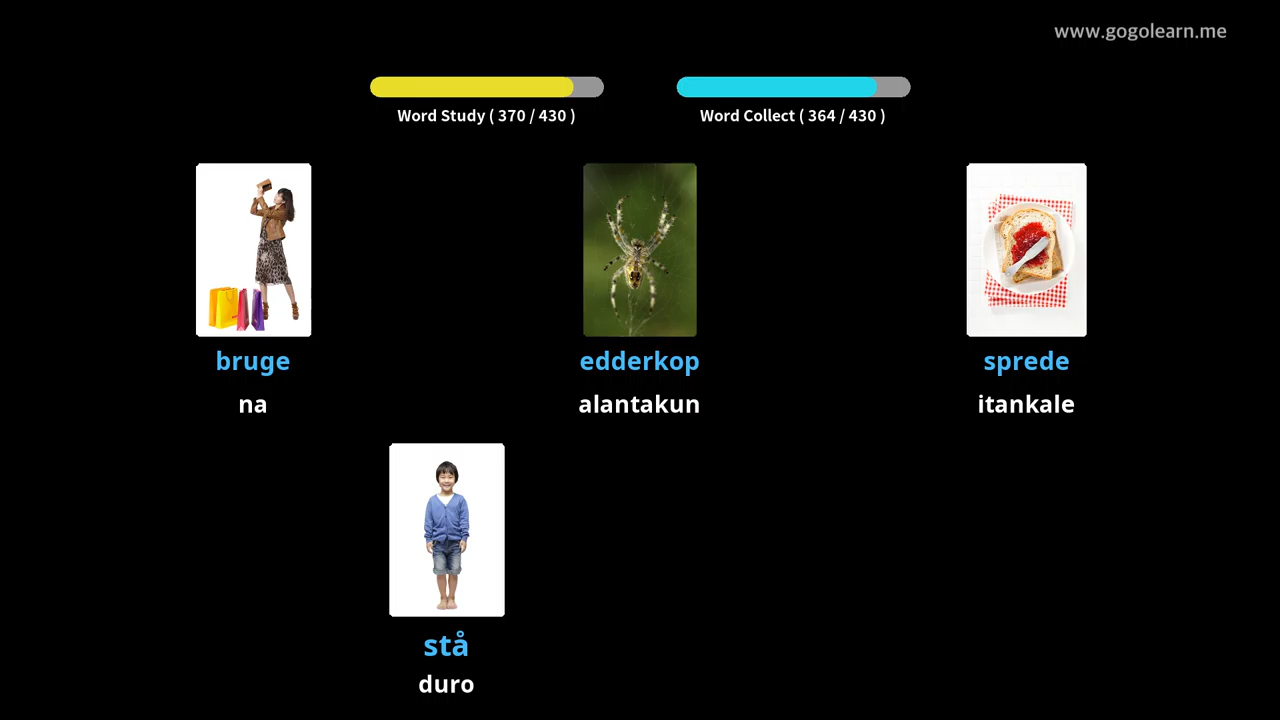 www.gogolearn.me
Word Study ( 370 / 430 )
Word Collect ( 364 / 430 )
bruge
na
edderkop
alantakun
sprede
itankale
stå
duro